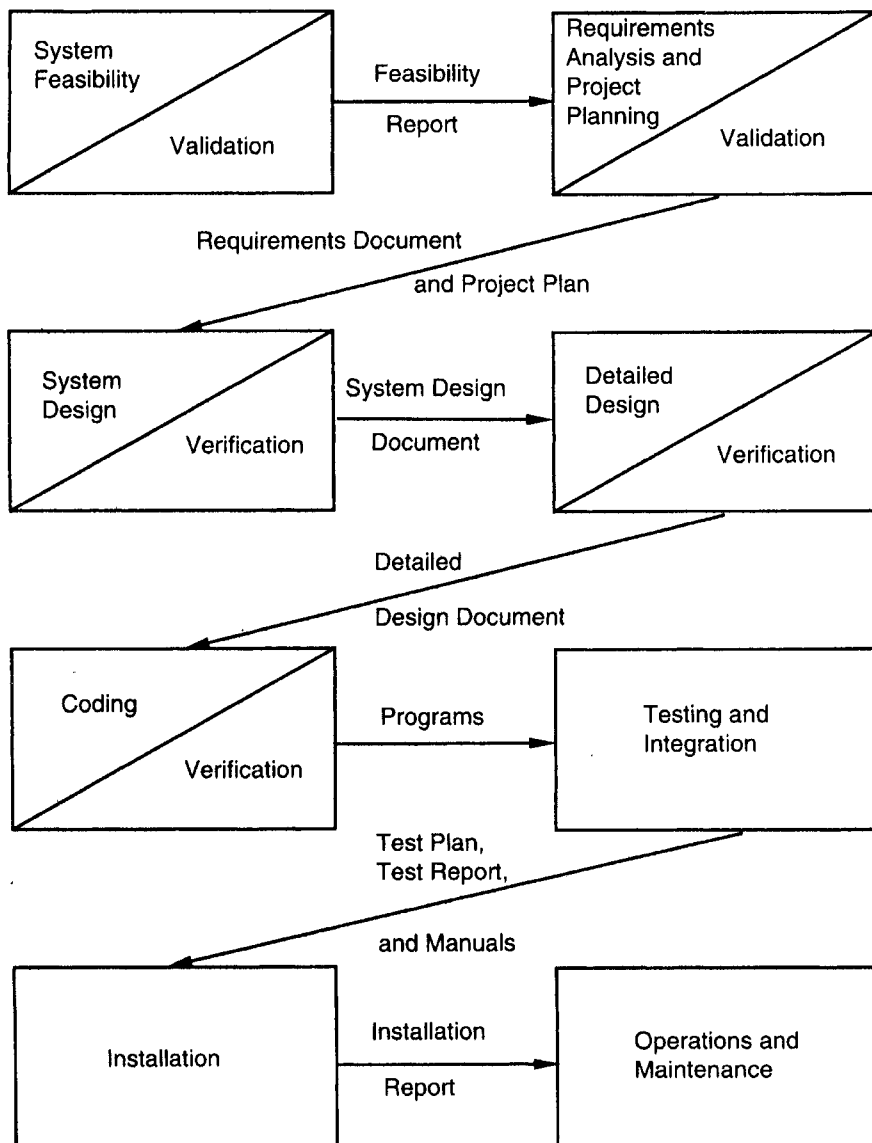 System
Feasibility
Validation
Feasibility
Report
Requirements
Analysis and
Project
Planning
Validation
Requirements Document
and Project Plan
System
Design
Verification
System Design
Document
Detailed
Design
Verification
Detailed
Design Document
Coding
Verification
Programs
Testing and
Integration
Test Plan,
Test Report,
and Manuals
Installation
Installation
Report
Operations and
Maintenance